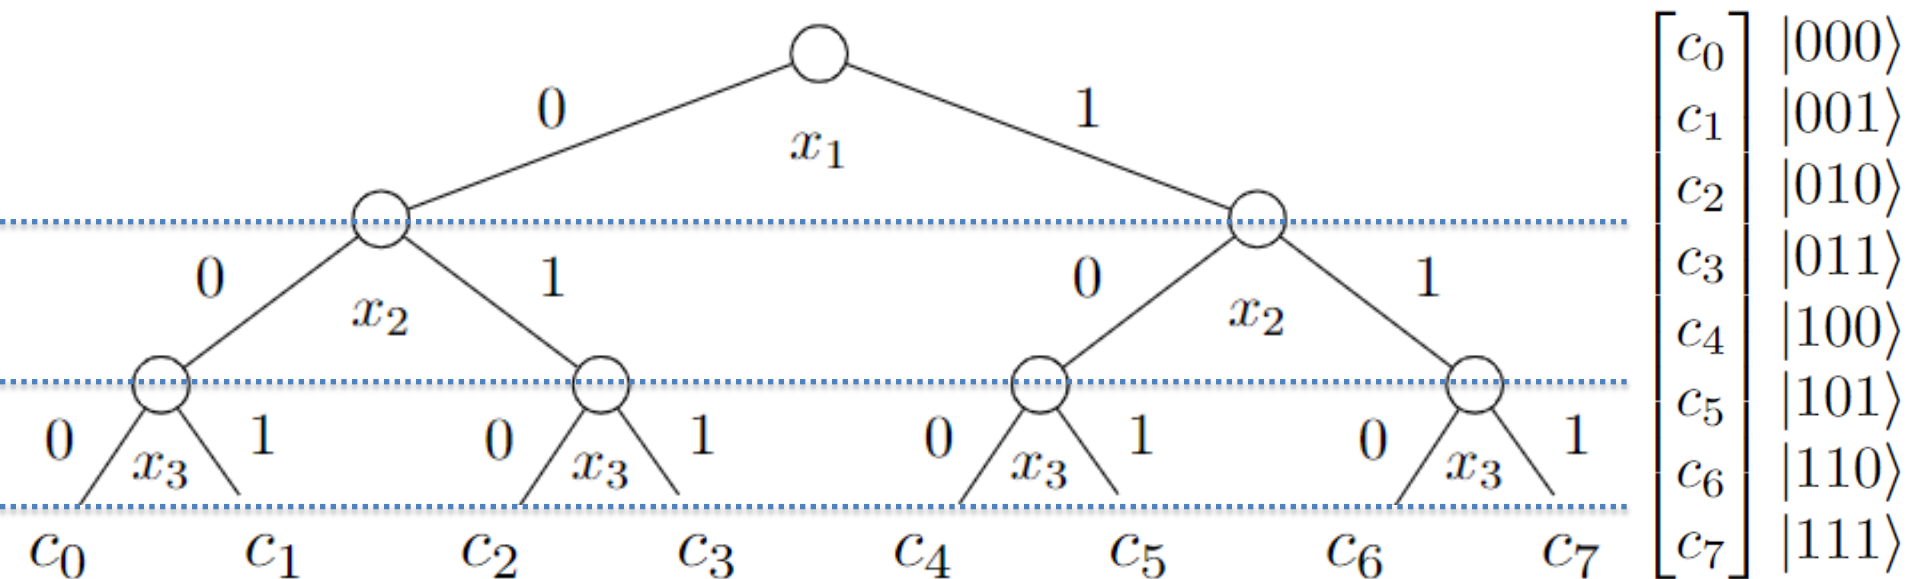 0 1
x₁
0 1 0 1
x₂ x₂
0 1 0 1 0 1 0 1
x₃ x₃ x₃ x₃
c₀ c₁ c₂ c₃ c₄ c₅ c₆ c₇
c₀ |000⟩
c₁ |001⟩
c₂ |010⟩
c₃ |011⟩
c₄ |100⟩
c₅ |101⟩
c₆ |110⟩
c₇ |111⟩